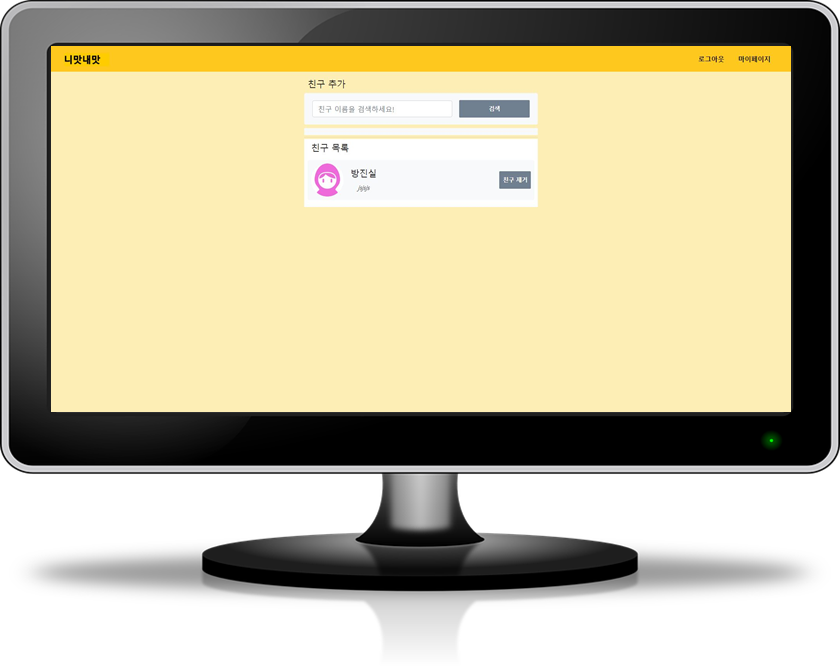 니맛내맛
로그아웃 마이페이지
친구 추가
친구 이름을 검색하세요! 검색
친구 목록
방진실
친구 제거